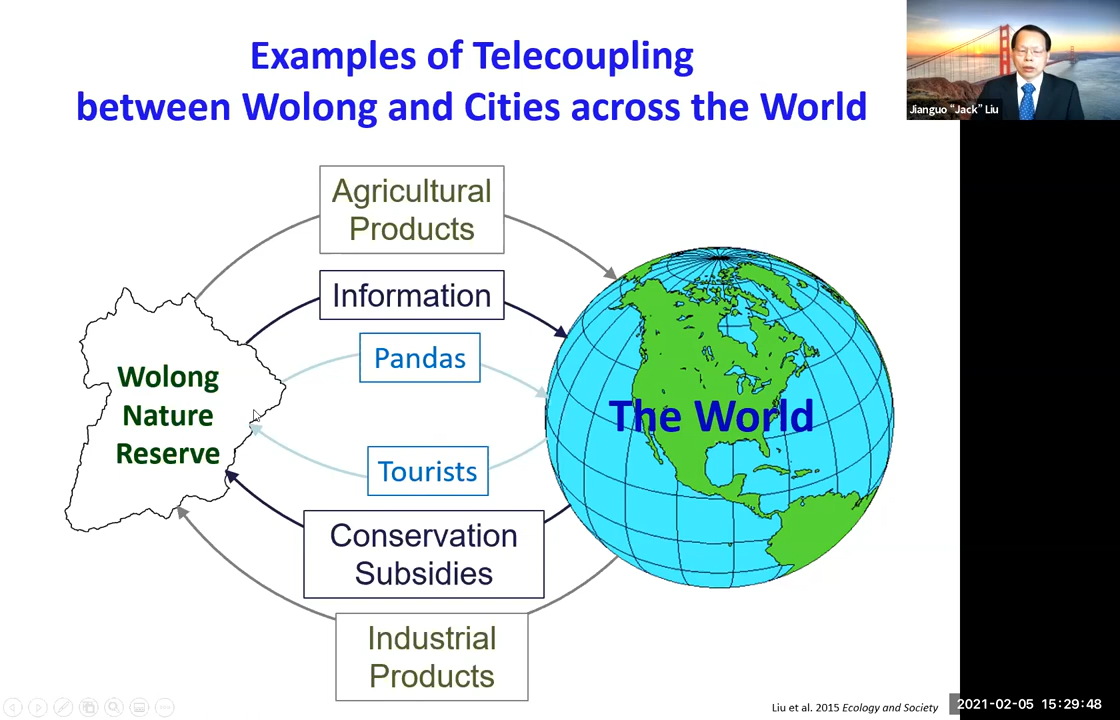 Examples of Telecoupling
between Wolong and Cities across the World
Jianguo "Jack" Liu
Agricultural
Products
Information
Pandas
Wolong
Nature
Reserve
The World
Tourists
Conservation
Subsidies
Industrial
Products
Liu et al. 2015 Ecology and Society
2021-02-05 15:29:48